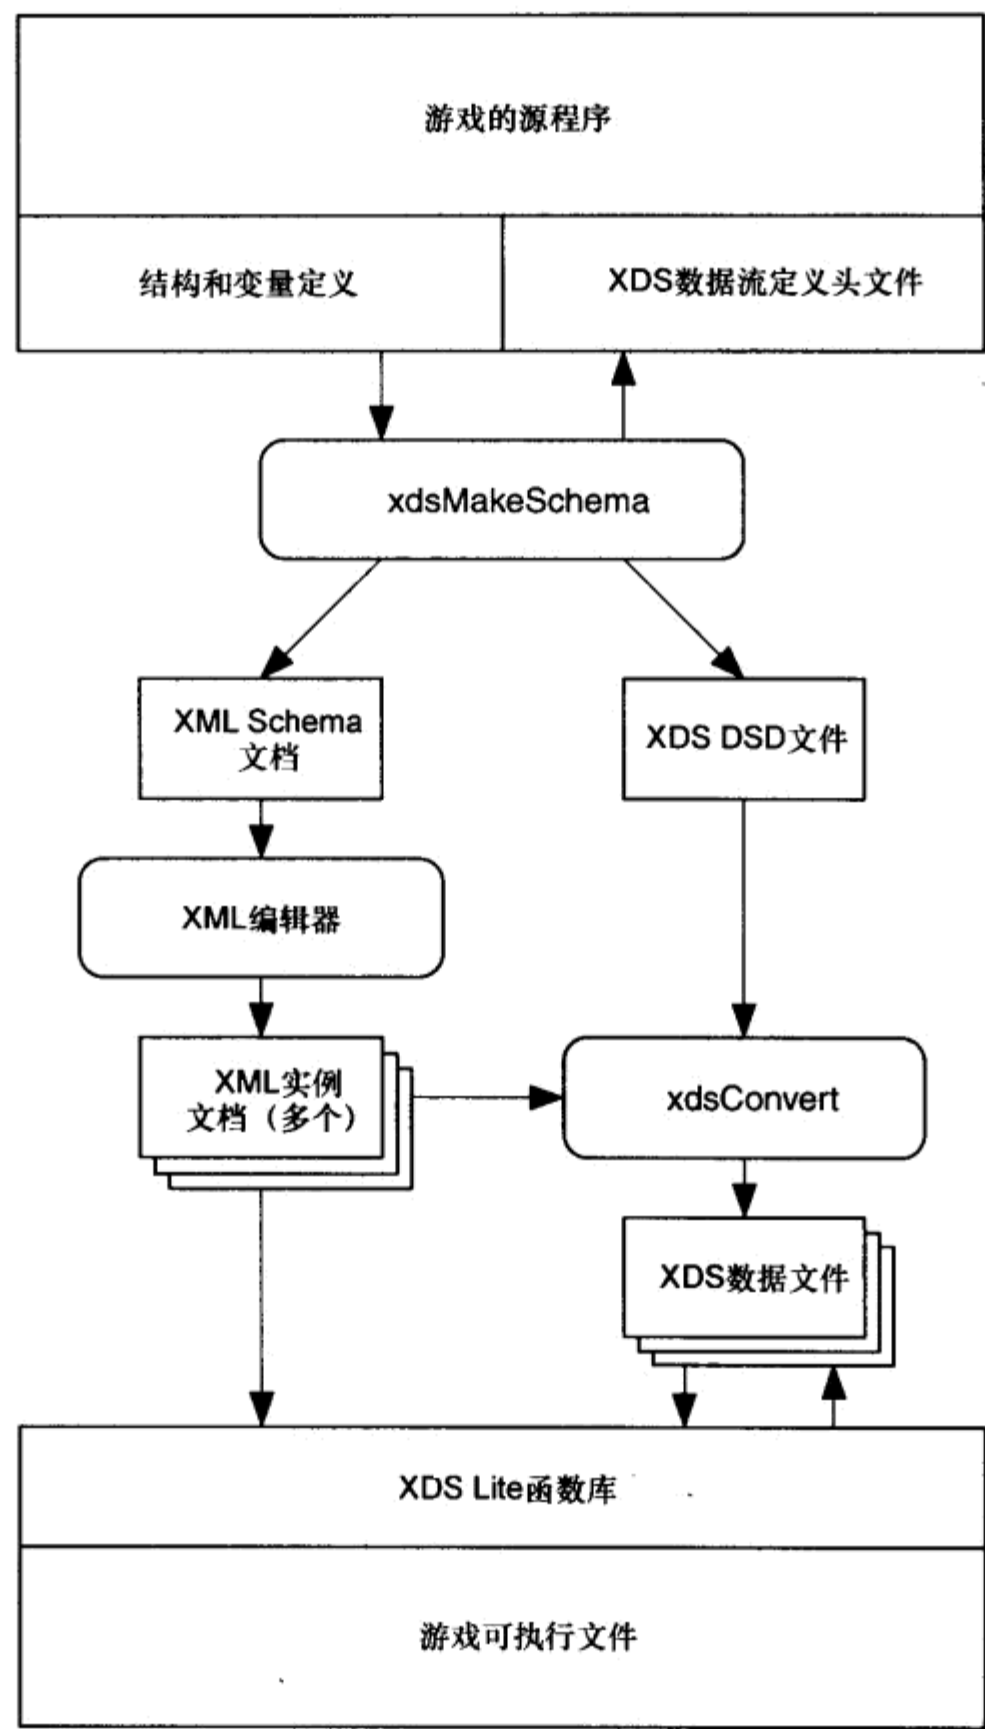 游戏的源程序
结构和变量定义
XDS数据流定义头文件
xdsMakeSchema
XML Schema
文档
XDS DSD文件
XML编辑器
XML实例
文档（多个）
xdsConvert
XDS数据文件
XDS Lite函数库
游戏可执行文件